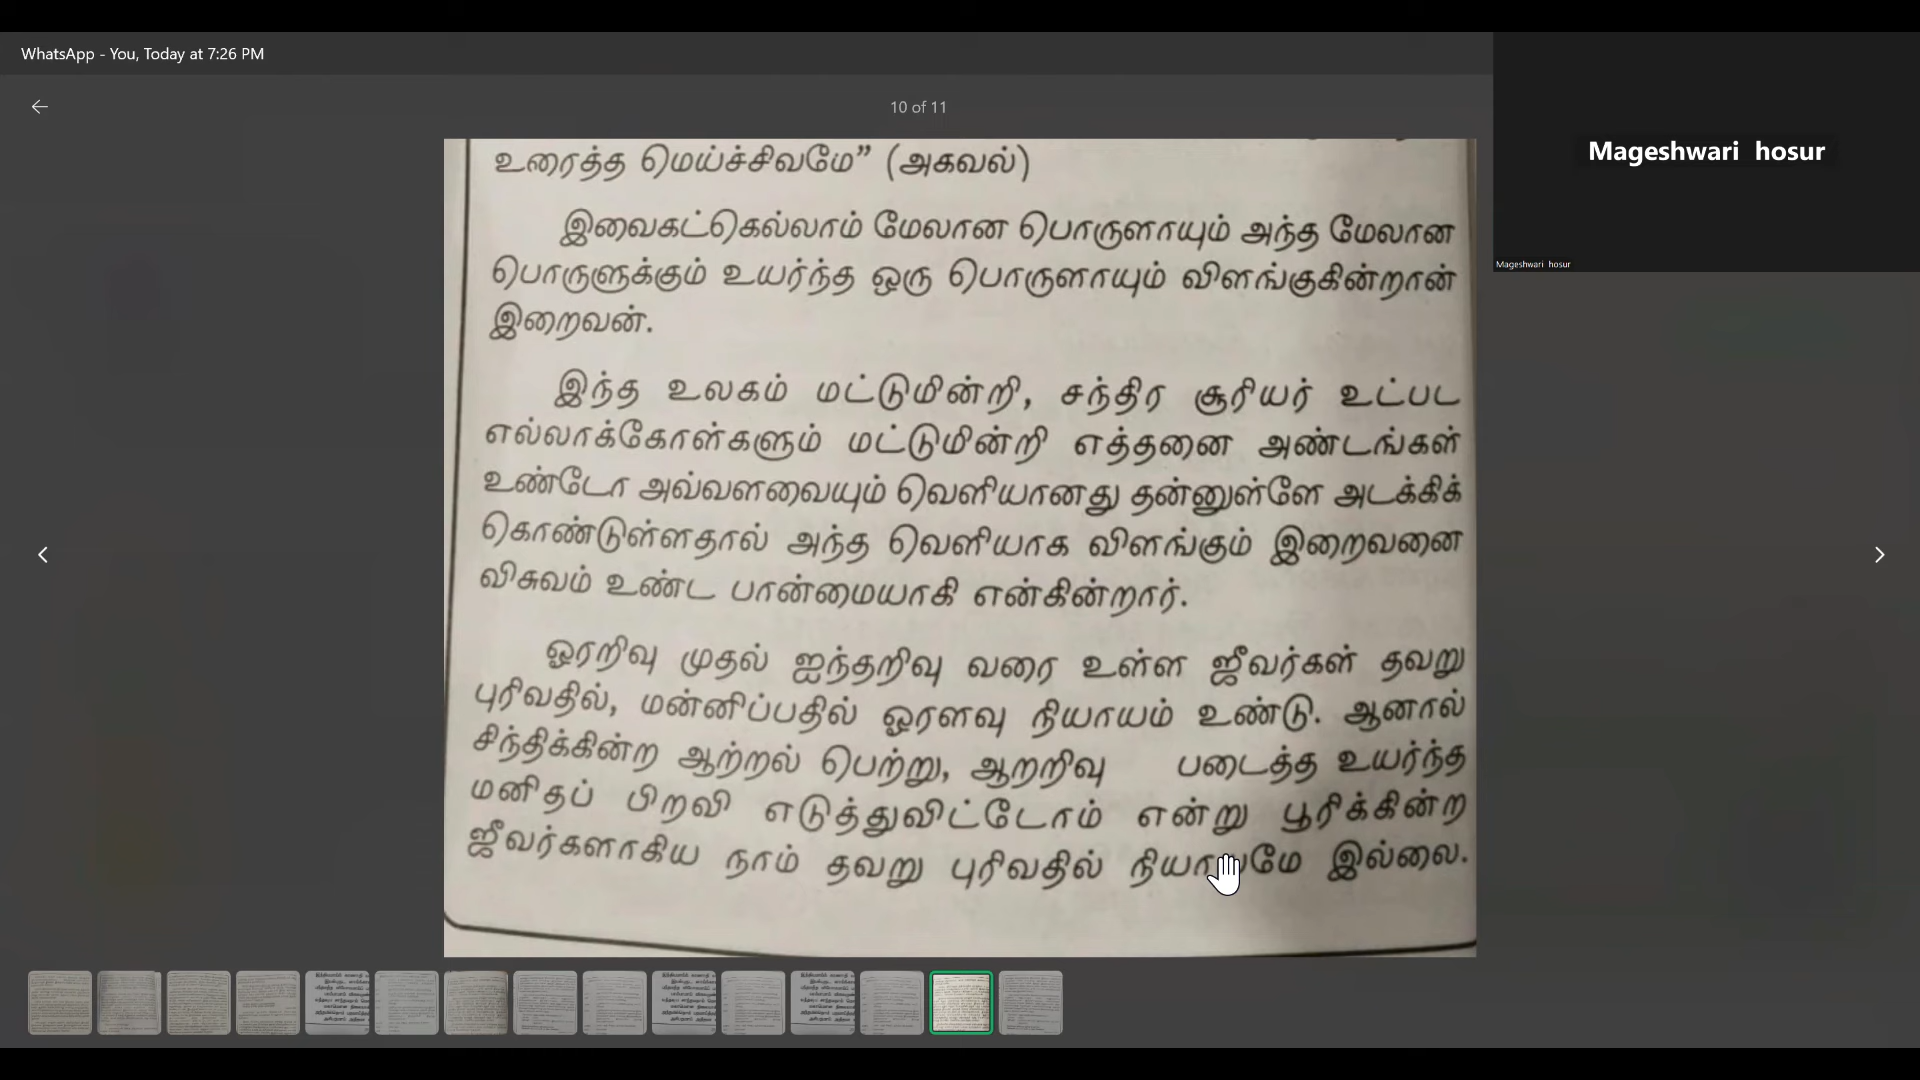 WhatsApp - You, Today at 7:26 PM
10 of 11
Mageshwari hosur
Mageshwari hosur
உரைத்த மெய்ச்சிவமே” (அகவல்)
இவைகட்கெல்லாம் மேலான பொருளாயும் அந்த மேலான
பொருளுக்கும் உயர்ந்த ஒரு பொருளாயும் விளங்குகின்றான்
இறைவன்.
இந்த உலகம் மட்டுமின்றி, சந்திர சூரியர் உட்பட
எல்லாக்கோள்களும் மட்டுமின்றி எத்தனை அண்டங்கள்
உண்டோ அவ்வளவையும் வெளியானது தன்னுள்ளே அடக்கிக்
கொண்டுள்ளதால் அந்த வெளியாக விளங்கும் இறைவனை
விசுவம் உண்ட பான்மையாகி என்கின்றார்.
ஓரறிவு முதல் ஐந்தறிவு வரை உள்ள ஜீவர்கள் தவறு
புரிவதில், மன்னிப்பதில் ஓரளவு நியாயம் உண்டு. ஆனால்
சிந்திக்கின்ற ஆற்றல் பெற்று, ஆறறிவு படைத்த உயர்ந்த
மனிதப் பிறவி எடுத்துவிட்டோம் என்று பூரிக்கின்ற
ஜீவர்களாகிய நாம் தவறு புரிவதில் இல்லை.